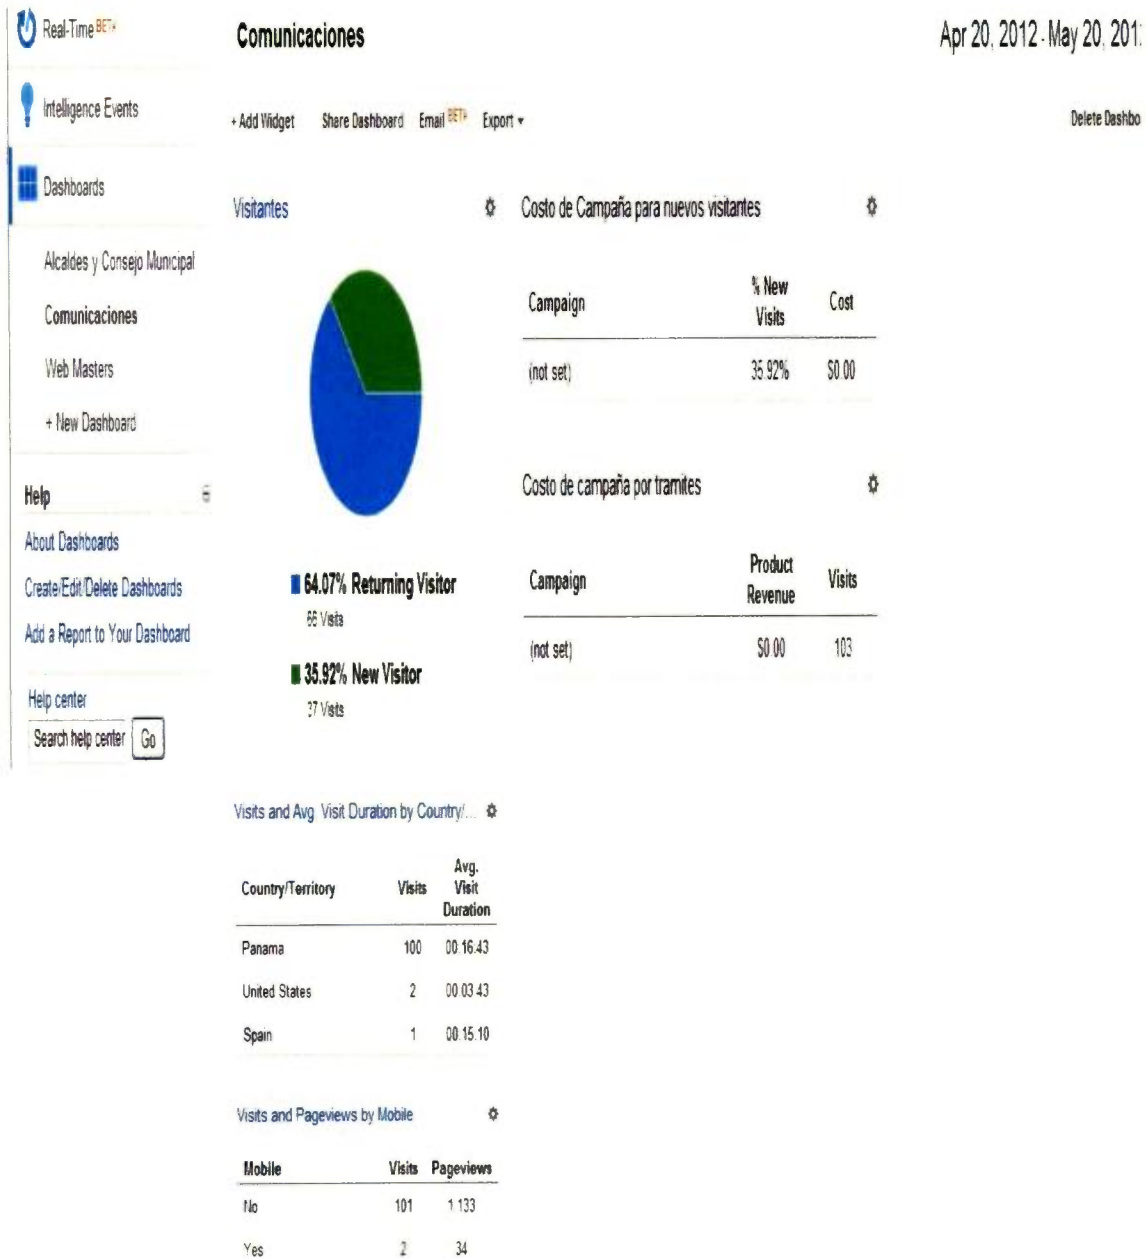 Real-Time BETA
Intelligence Events
Dashboards
Alcaldes y Consejo Municipal
Comunicaciones
Web Masters
+ New Dashboard
Help
About Dashboards
Create/Edit/Delete Dashboards
Add a Report to Your Dashboard
Help center
Search help center Go
Comunicaciones
Apr 20, 2012 - May 20, 201
+ Add Widget Share Dashboard Email BETA Export
Delete Dashbo
Visitantes
64.07% Returning Visitor
66 Visits
35.92% New Visitor
37 Visits
Costo de Campaña para nuevos visitantes
Campaign % New Visits Cost
(not set) 35.92% $0.00
Costo de campaña por tramites
Campaign Product Revenue Visits
(not set) $0.00 103
Visits and Avg. Visit Duration by Country/...
Country/Territory Visits Avg. Visit Duration
Panama 100 00:16:43
United States 2 00:03:43
Spain 1 00:15:10
Visits and Pageviews by Mobile
Mobile Visits Pageviews
No 101 1,133
Yes 2 34